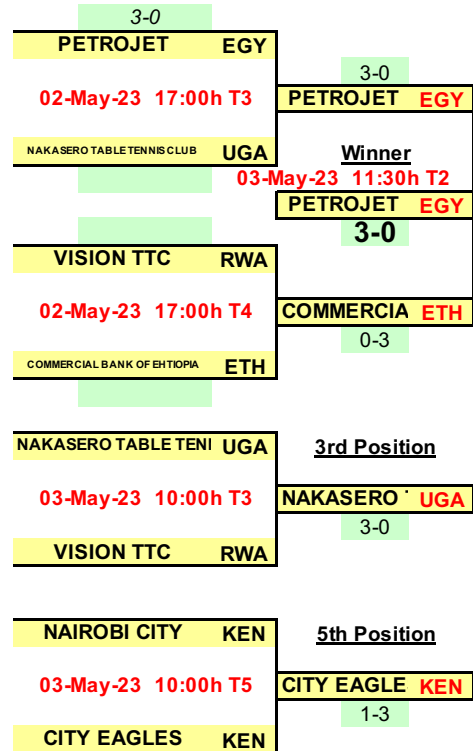 3-0
PETROJET EGY
3-0
02-May-23 17:00h T3 PETROJET EGY
NAKASERO TABLE TENNIS CLUB UGA Winner
03-May-23 11:30h T2
PETROJET EGY
3-0
VISION TTC RWA
02-May-23 17:00h T4 COMMERCIA ETH
0-3
COMMERCIAL BANK OF EHTIOPIA ETH
NAKASERO TABLE TENI UGA 3rd Position
03-May-23 10:00h T3 NAKASERO UGA
3-0
VISION TTC RWA
NAIROBI CITY KEN 5th Position
03-May-23 10:00h T5 CITY EAGLE KEN
1-3
CITY EAGLES KEN